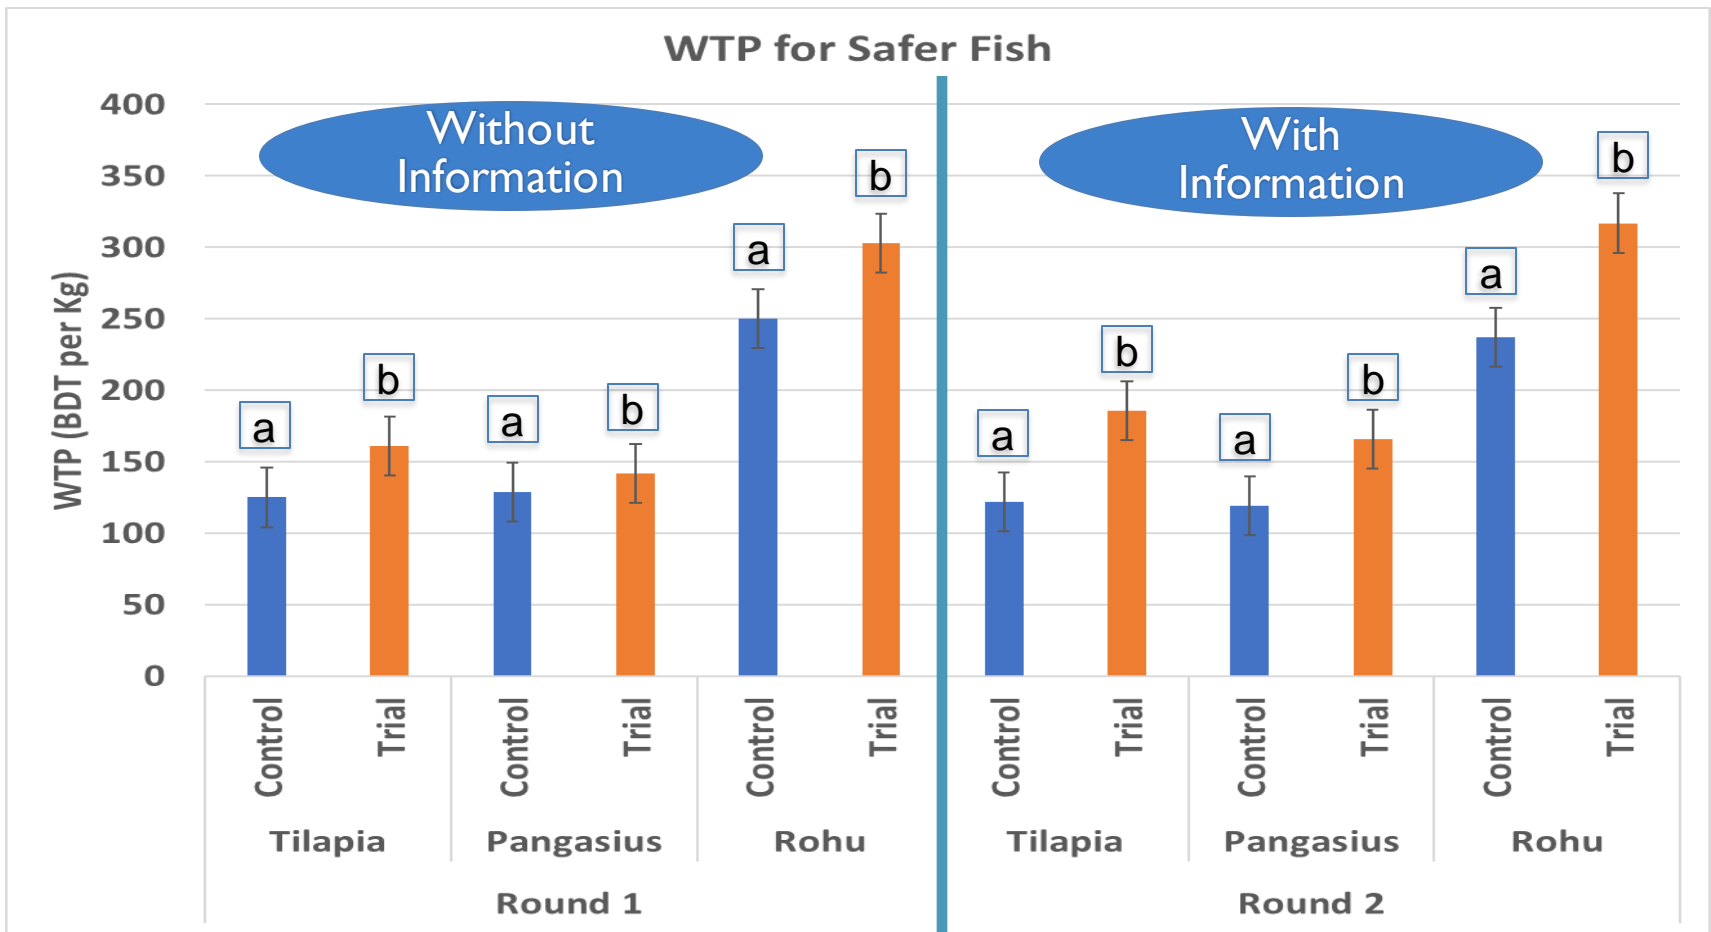 WTP for Safer Fish
WTP (BDT per Kg)
400
350
300
250
200
150
100
50
0
Without
Information
With
Information
a
b
a
b
a
b
a
b
a
b
a
b
Control
Trial
Control
Trial
Control
Trial
Control
Trial
Control
Trial
Control
Trial
Tilapia
Pangasius
Rohu
Tilapia
Pangasius
Rohu
Round 1
Round 2